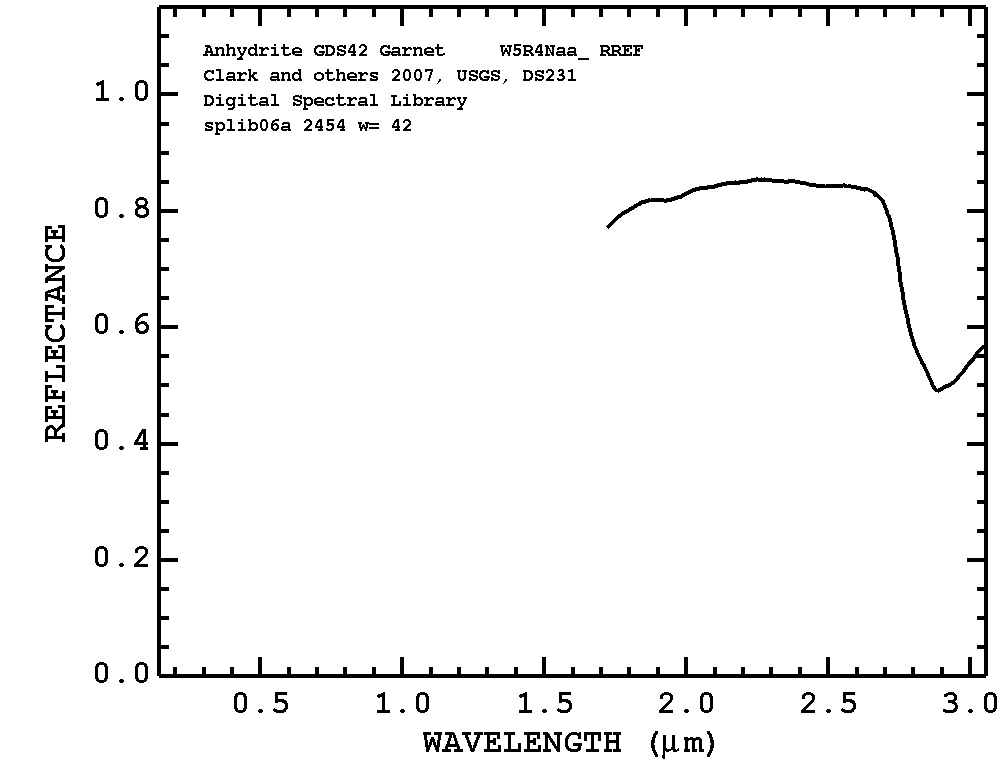 Anhydrite GDS42 Garnet W5R4Naa_ RREF
Clark and others 2007, USGS, DS231
Digital Spectral Library
splib06a 2454 w= 42
1.0
0.8
0.6
0.4
0.2
0.0
REFLECTANCE
0.5 1.0 1.5 2.0 2.5 3.0
WAVELENGTH (μm)